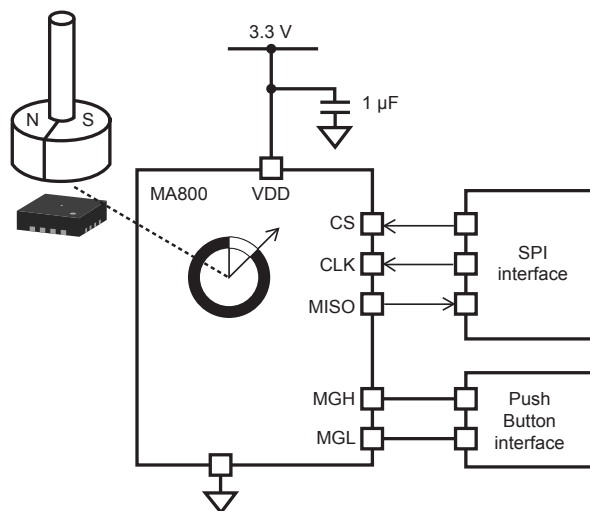 3.3 V
1 µF
N S
MA800
VDD
CS
CLK
MISO
SPI
interface
MGH
MGL
Push
Button
interface